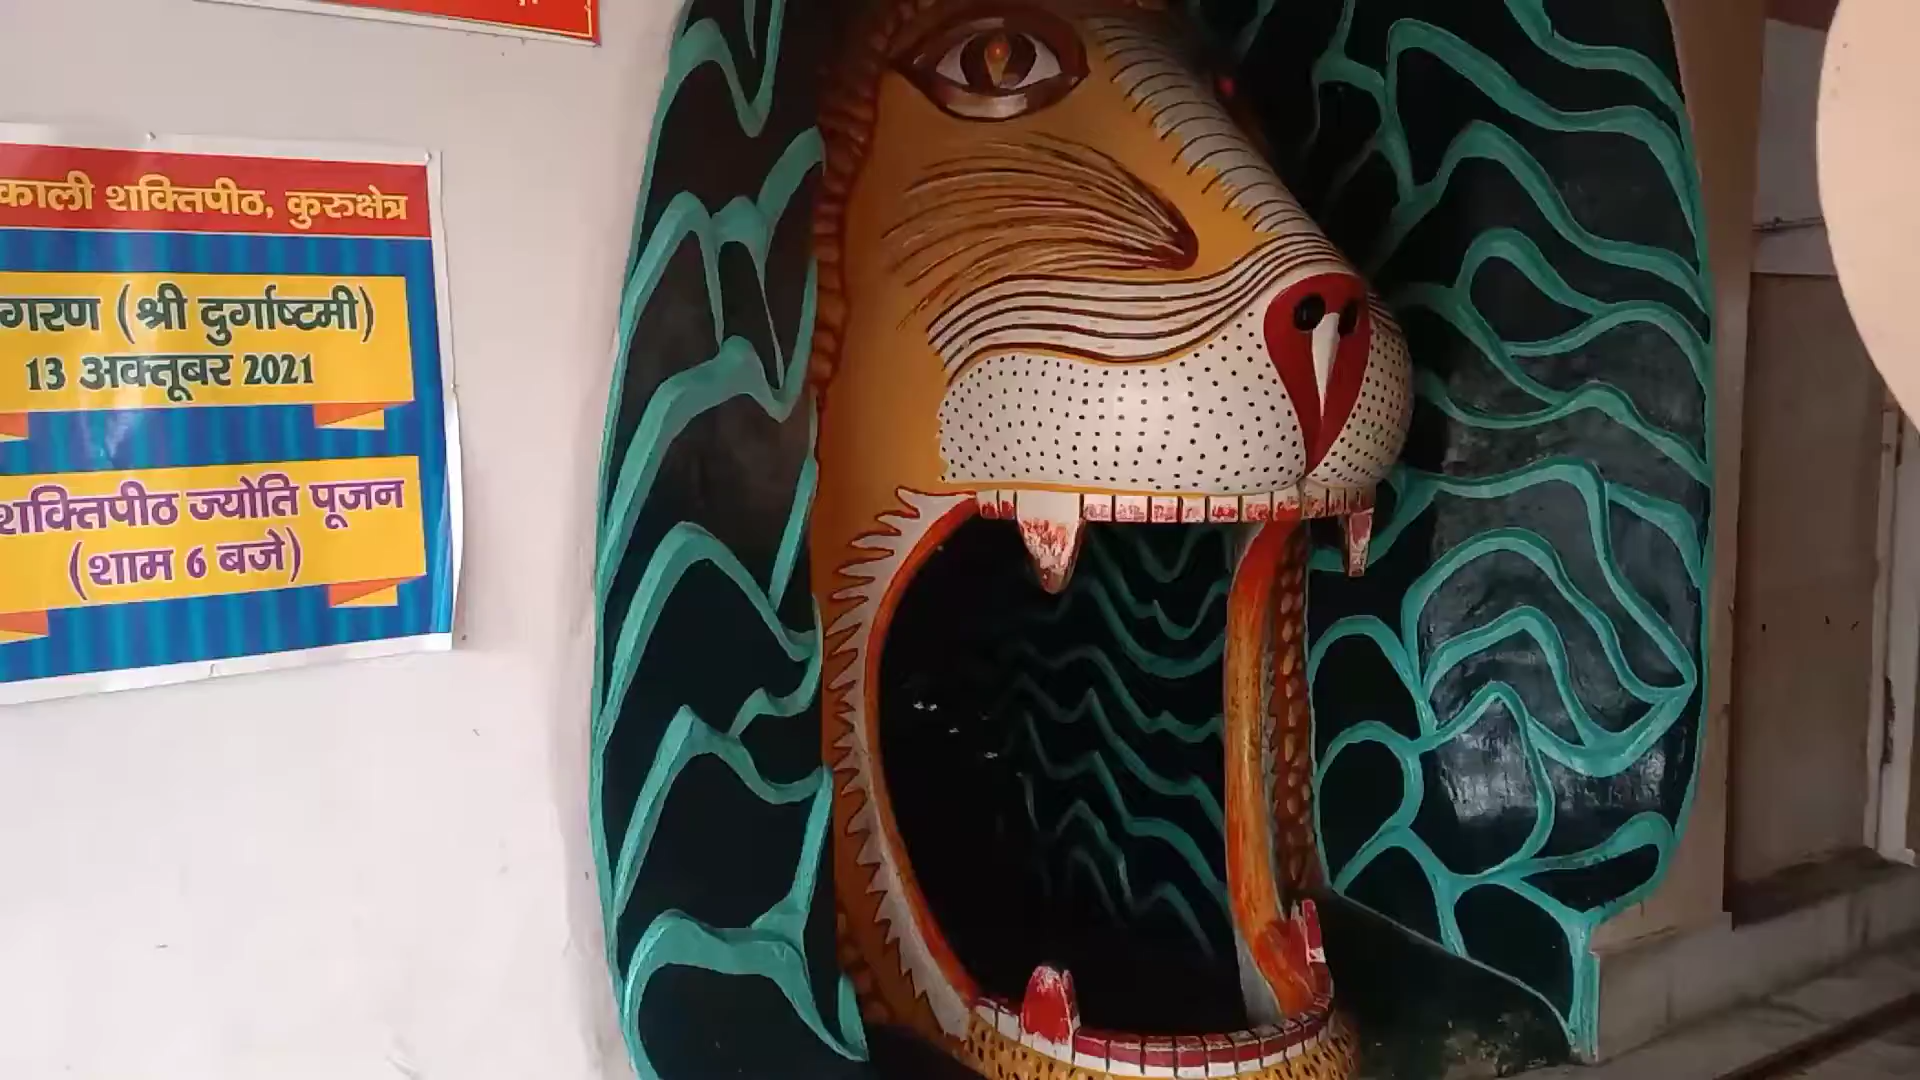 काली शक्तिपीठ, कुरुक्षेत्र
गरण (श्री दुर्गाष्टमी)
13 अक्तूबर 2021
शक्तिपीठ ज्योति पूजन
(शाम 6 बजे)